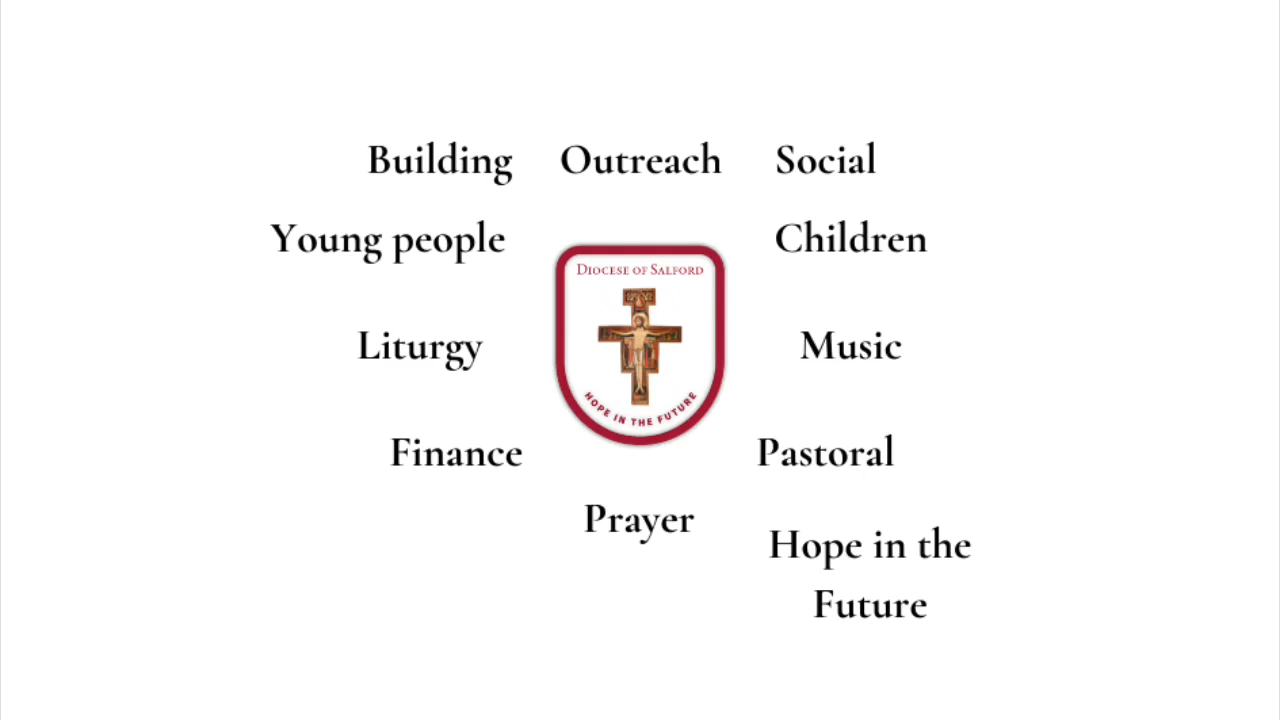 Building Outreach Social
Young people Children
DIOCESE OF SALFORD
Liturgy Music
HOPE IN THE FUTURE
Finance Pastoral
Prayer
Hope in the
Future